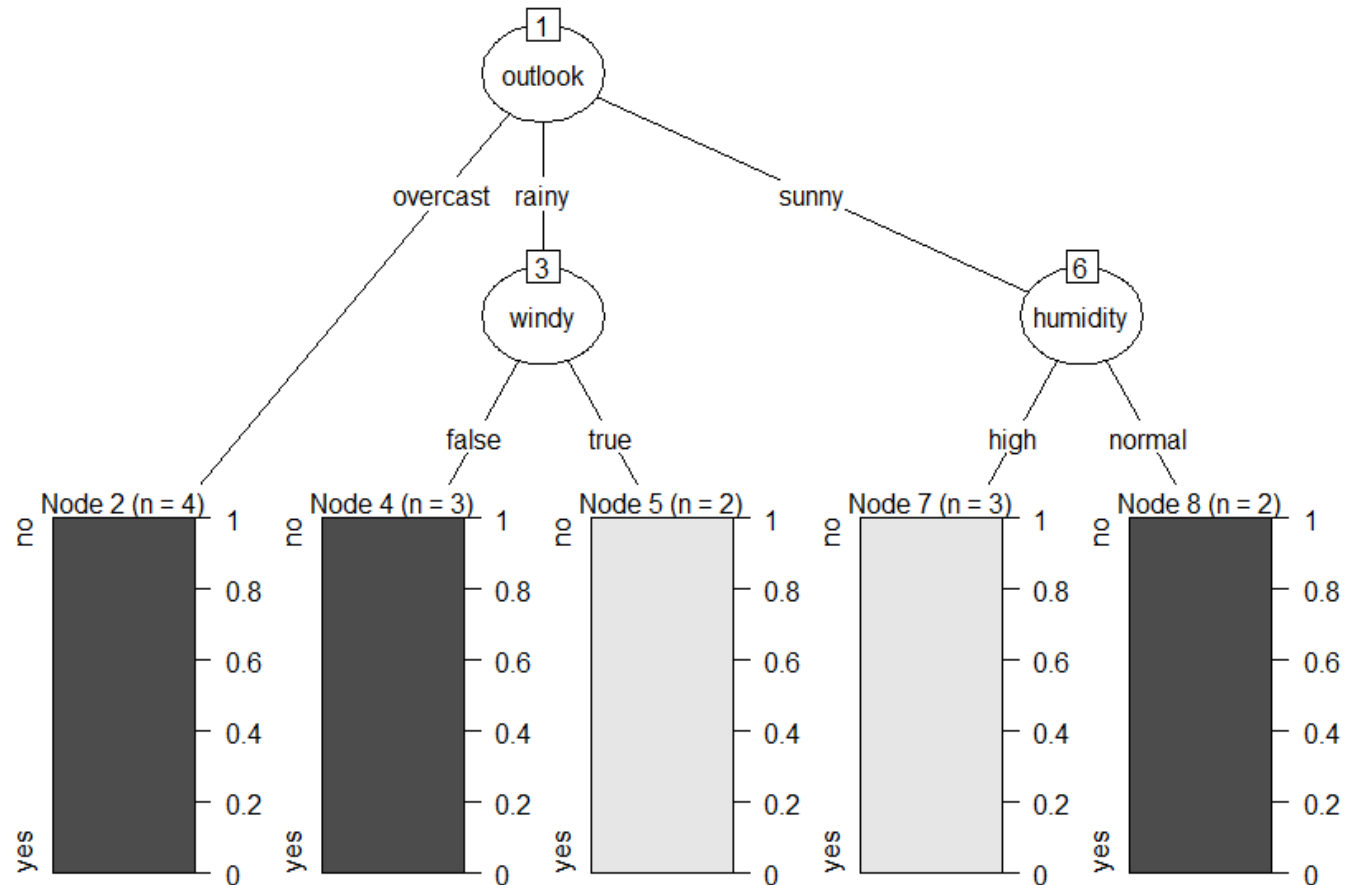 1
outlook
overcast rainy sunny
3 6
windy humidity
false true high normal
Node 2 (n = 4) Node 4 (n = 3) Node 5 (n = 2) Node 7 (n = 3) Node 8 (n = 2)
no 1 no 1 no 1 no 1 no 1
0.8 0.8 0.8 0.8 0.8
0.6 0.6 0.6 0.6 0.6
0.4 0.4 0.4 0.4 0.4
0.2 0.2 0.2 0.2 0.2
yes 0 yes 0 yes 0 yes 0 yes 0